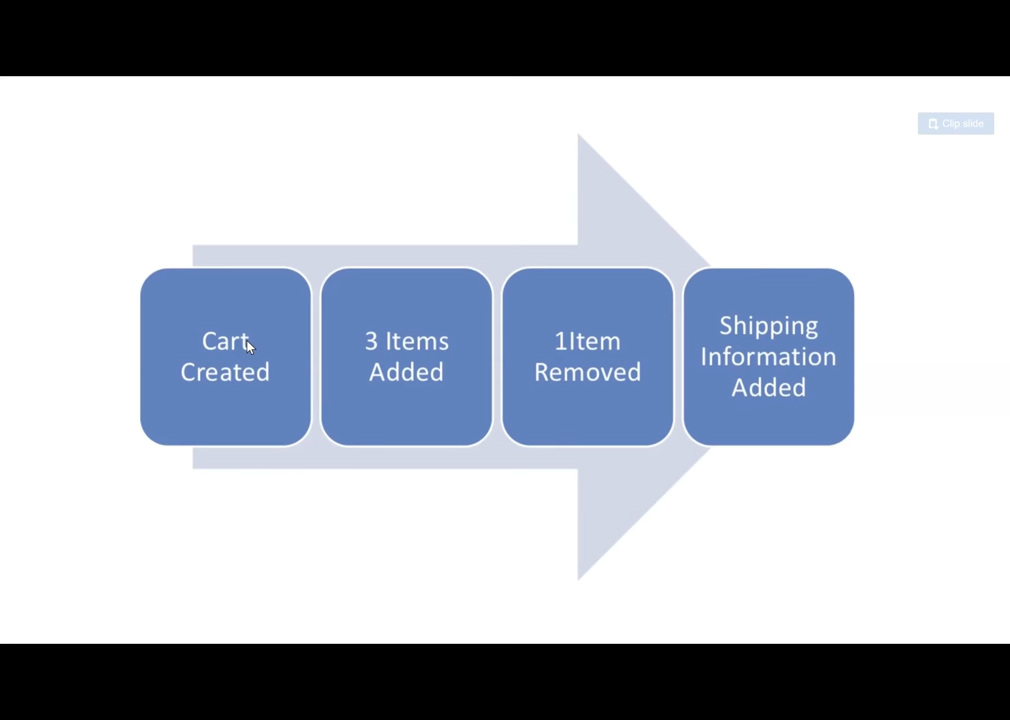 Clip slide
Cart
Created
3 Items
Added
1Item
Removed
Shipping
Information
Added